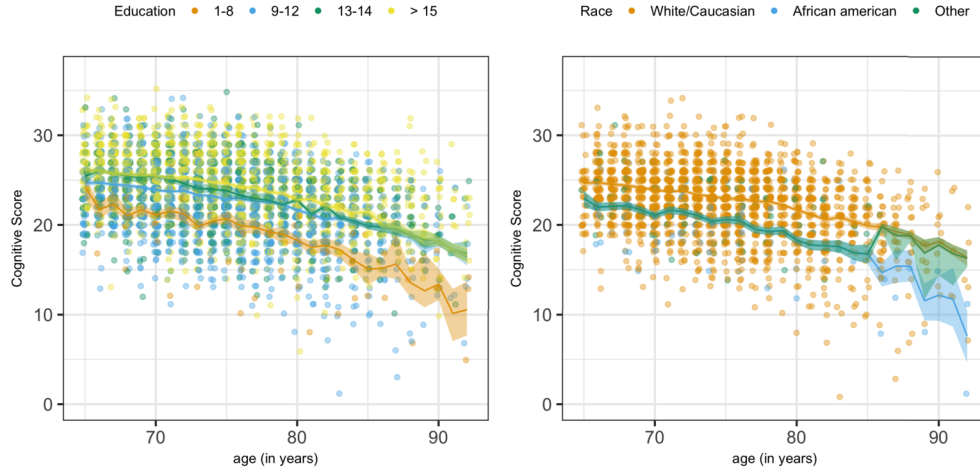 Education 1-8 9-12 13-14 > 15
Race White/Caucasian African american Other
30
20
10
0
Cognitive Score
70 80 90
age (in years)
30
20
10
0
Cognitive Score
70 80 90
age (in years)